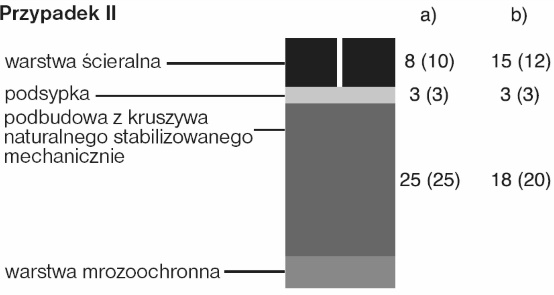 Przypadek II
a) b)
warstwa ścieralna 8 (10) 15 (12)
podsypka 3 (3) 3 (3)
podbudowa z kruszywa
naturalnego stabilizowanego
mechanicznie
25 (25) 18 (20)
warstwa mrozoochronna